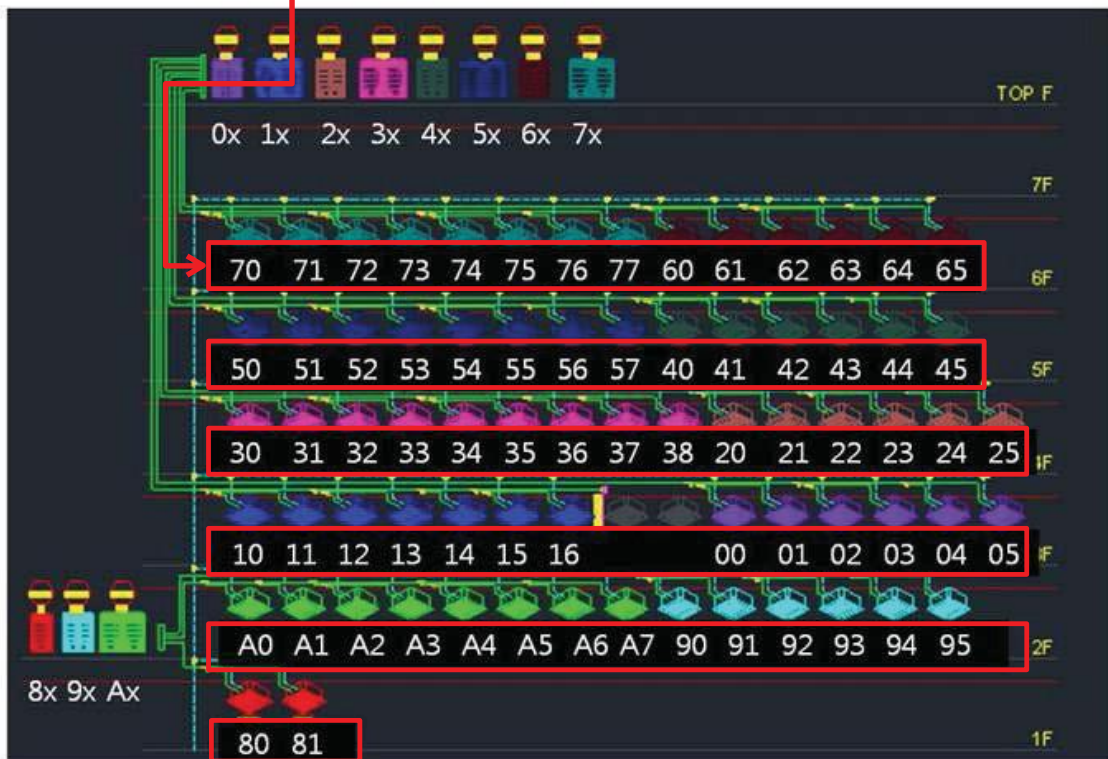 TOP F
0x 1x 2x 3x 4x 5x 6x 7x
7F
70 71 72 73 74 75 76 77 60 61 62 63 64 65
6F
50 51 52 53 54 55 56 57 40 41 42 43 44 45
5F
30 31 32 33 34 35 36 37 38 20 21 22 23 24 25
4F
10 11 12 13 14 15 16 00 01 02 03 04 05
F
A0 A1 A2 A3 A4 A5 A6 A7 90 91 92 93 94 95
2F
8x 9x Ax
80 81
1F